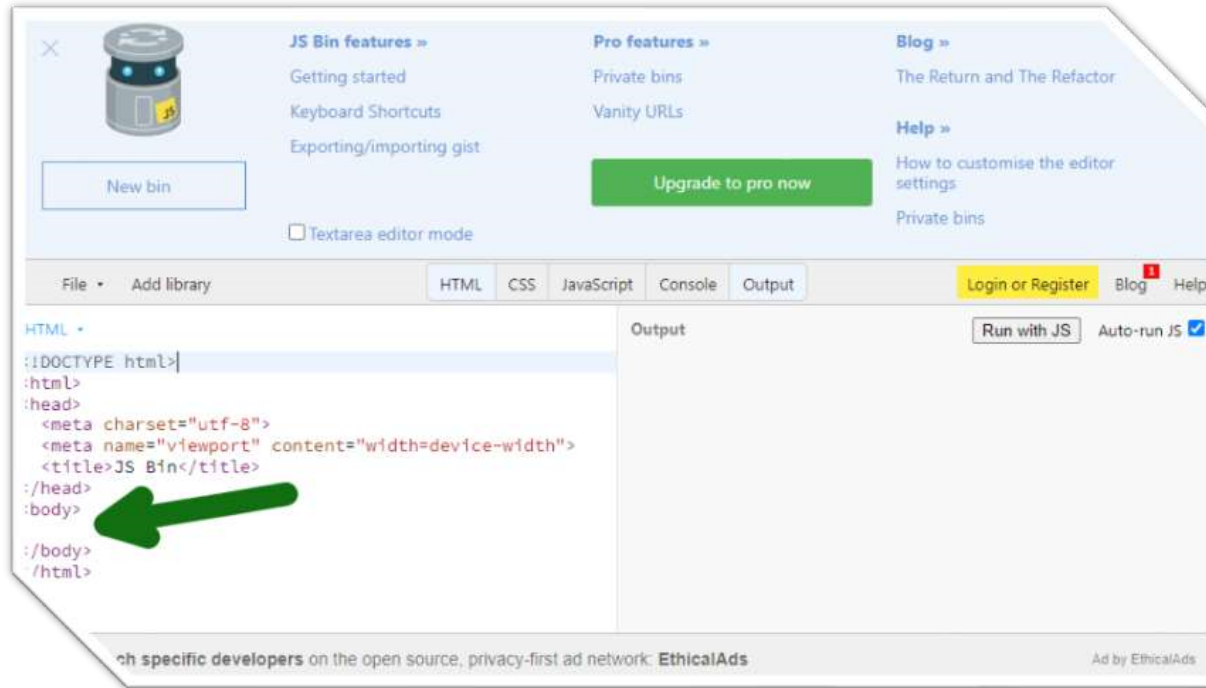 JS Bin features »
Getting started
Keyboard Shortcuts
Exporting/importing gist
Textarea editor mode
Pro features »
Private bins
Vanity URLs
Upgrade to pro now
Blog »
The Return and The Refactor
Help »
How to customise the editor
settings
Private bins
JS
New bin
File Add library HTML CSS JavaScript Console Output Login or Register Blog 1 Help
HTML
<!DOCTYPE html>
<html>
<head>
<meta charset="utf-8">
<meta name="viewport" content="width=device-width">
<title>JS Bin</title>
</head>
<body>
</body>
</html>
Output Run with JS Auto-run JS
specific developers on the open source, privacy-first ad network: EthicalAds
Ad by EthicalAds